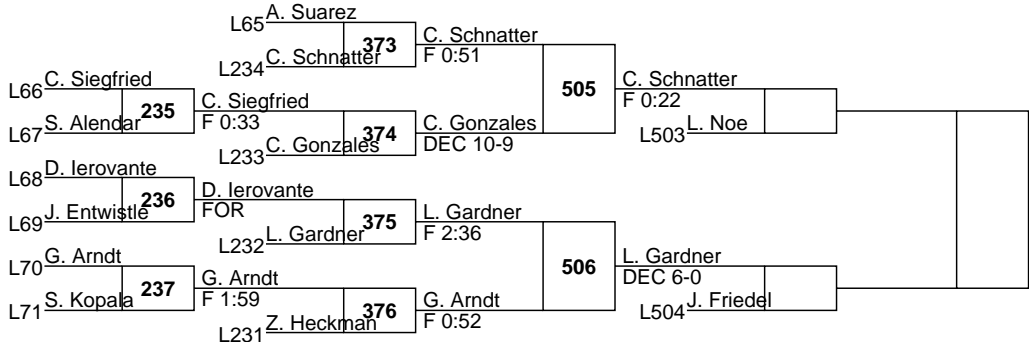 L65 A. Suarez
373
C. Schnatter
F 0:51
L234 C. Schnatter
L66 C. Siegfried
235
C. Siegfried
F 0:33
L67 S. Alendar
374
C. Gonzales
DEC 10-9
L233 C. Gonzales
505
C. Schnatter
F 0:22
L503 L. Noe
L68 D. Ierovante
236
D. Ierovante
FOR
L69 J. Entwistle
375
L. Gardner
F 2:36
L232 L. Gardner
506
L. Gardner
DEC 6-0
L504 J. Friedel
L70 G. Arndt
237
G. Arndt
F 1:59
L71 S. Kopala
376
G. Arndt
F 0:52
L231 Z. Heckman